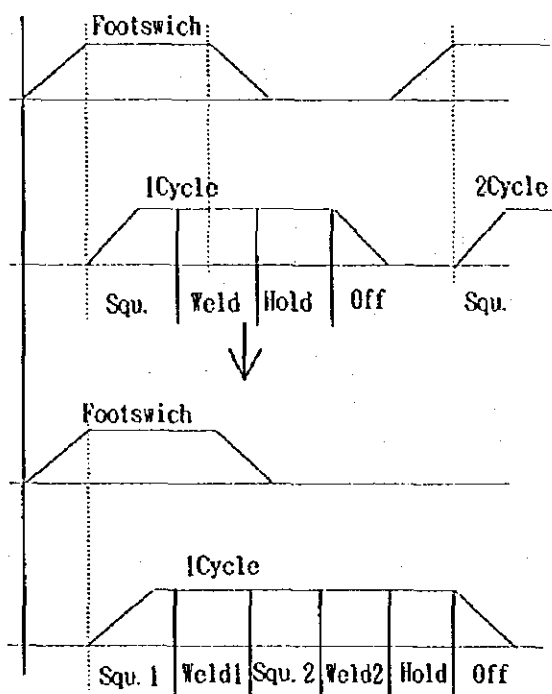 Footswich
1Cycle
2Cycle
Squ.
Weld
Hold
Off
Squ.
Footswich
1Cycle
Squ. 1
Weld1
Squ. 2
Weld2
Hold
Off